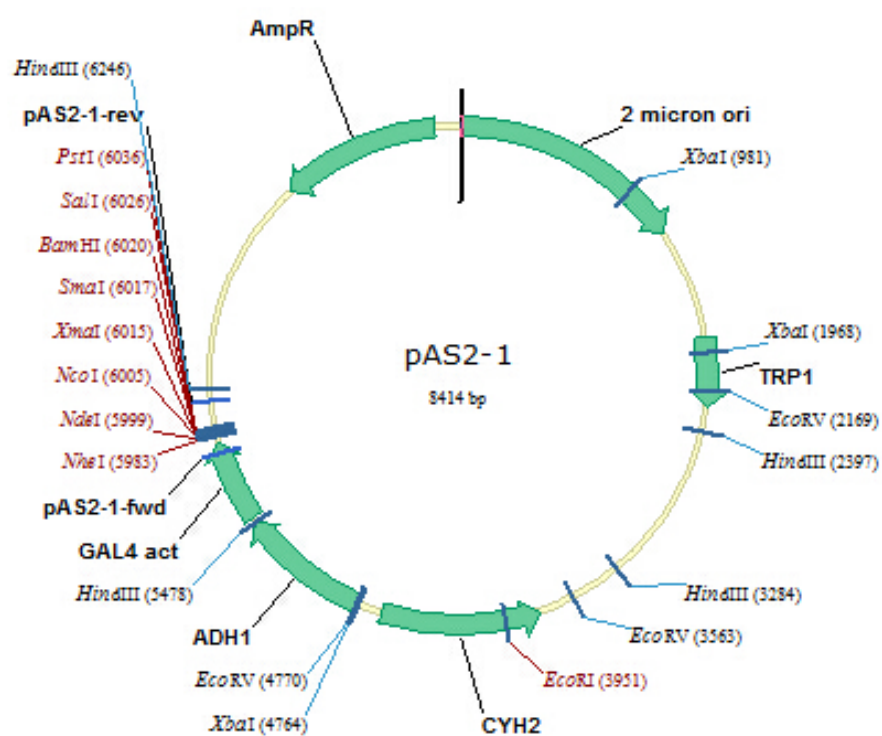 AmpR
HindIII (6246)
pAS2-1-rev
PstI (6036)
SalI (6026)
BamHI (6020)
SmaI (6017)
XmaI (6015)
NcoI (6005)
NdeI (5999)
NheI (5983)
pAS2-1-fwd
GAL4 act
HindIII (5478)
ADH1
EcoRV (4770)
XbaI (4764)
CYH2
EcoRI (3951)
EcoRV (3563)
HindIII (3284)
HindIII (2397)
EcoRV (2169)
TRP1
XbaI (1968)
XbaI (981)
2 micron ori
pAS2-1
8414 bp